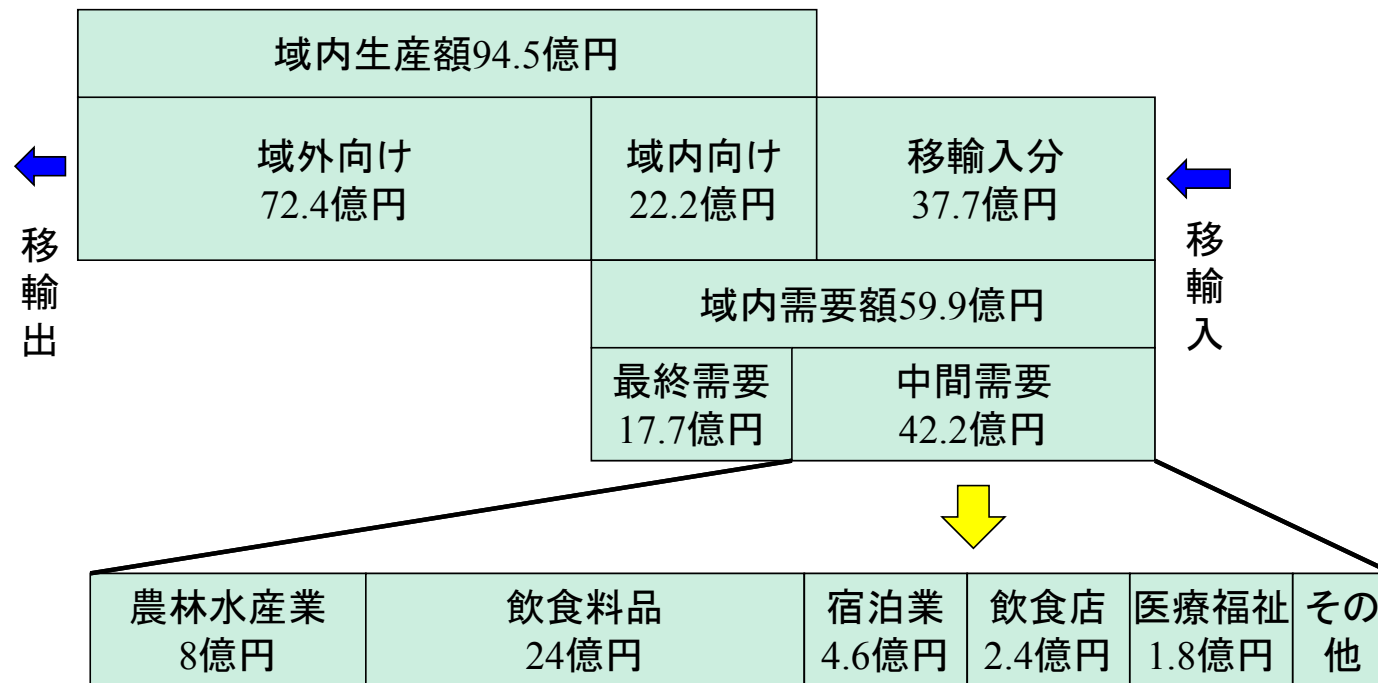 域内生産額94.5億円
域外向け
72.4億円
域内向け
22.2億円
移輸入分
37.7億円
移輸出
移輸入
域内需要額59.9億円
最終需要
17.7億円
中間需要
42.2億円
農林水産業
8億円
飲食料品
24億円
宿泊業
4.6億円
飲食店
2.4億円
医療福祉
1.8億円
その
他